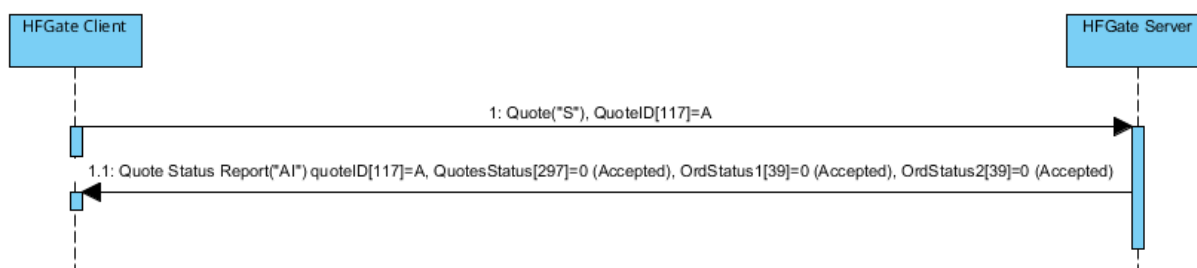 HFGate Client
HFGate Server
1: Quote("S"), QuoteID[117]=A
1.1: Quote Status Report("AI") quoteID[117]=A, QuotesStatus[297]=0 (Accepted), OrdStatus1[39]=0 (Accepted), OrdStatus2[39]=0 (Accepted)